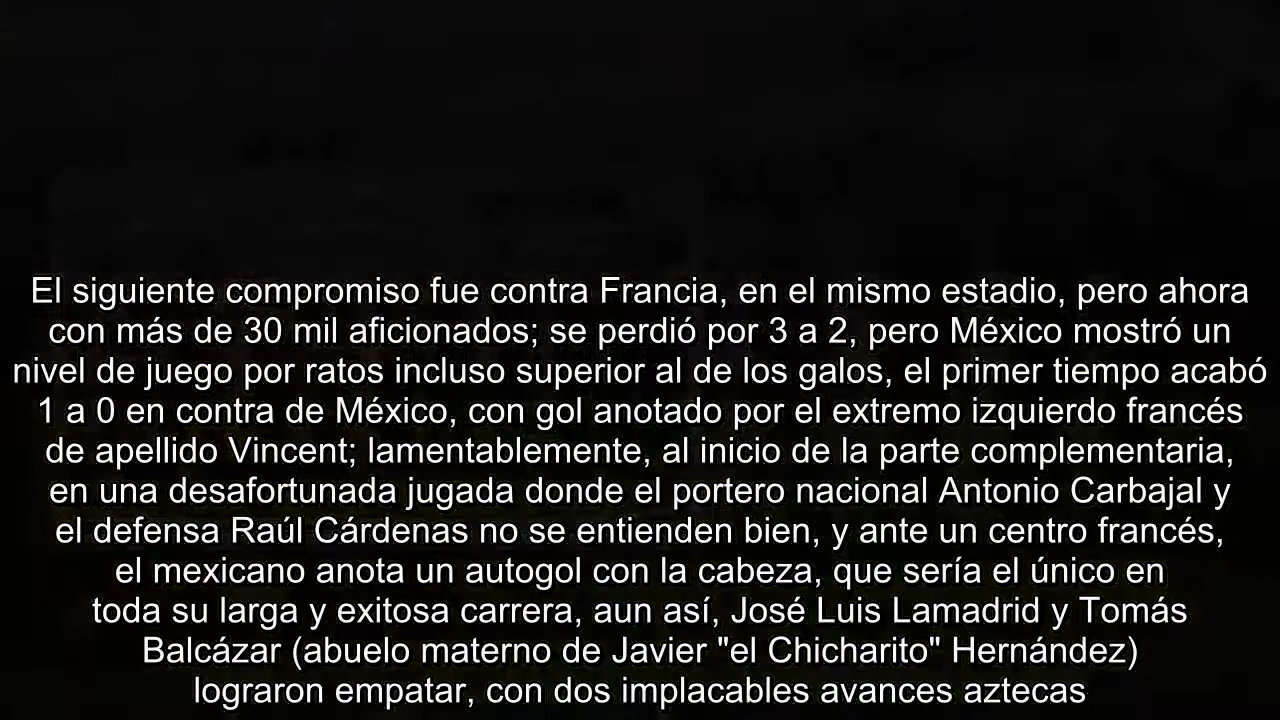 El siguiente compromiso fue contra Francia, en el mismo estadio, pero ahora
con más de 30 mil aficionados; se perdió por 3 a 2, pero México mostró un
nivel de juego por ratos incluso superior al de los galos, el primer tiempo acabó
1 a 0 en contra de México, con gol anotado por el extremo izquierdo francés
de apellido Vincent; lamentablemente, al inicio de la parte complementaria,
en una desafortunada jugada donde el portero nacional Antonio Carbajal y
el defensa Raúl Cárdenas no se entienden bien, y ante un centro francés,
el mexicano anota un autogol con la cabeza, que sería el único en
toda su larga y exitosa carrera, aun así, José Luis Lamadrid y Tomás
Balcázar (abuelo materno de Javier "el Chicharito" Hernández)
lograron empatar, con dos implacables avances aztecas